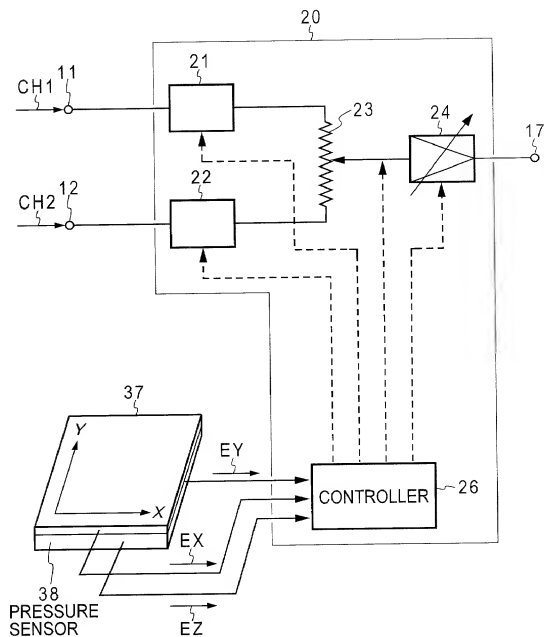 20
21
CH1
11
23
24
17
22
CH2
12
37
Y
X
EY
CONTROLLER
26
EX
38
PRESSURE
SENSOR
EZ